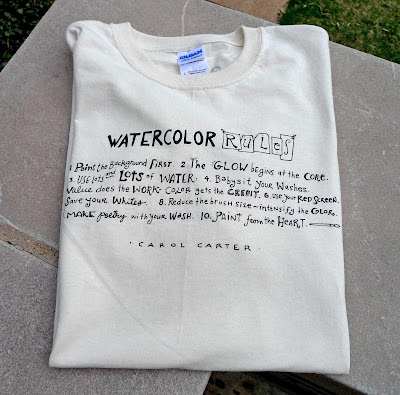 GILDAN
WATERCOLOR RULES
1. Paint the Background FIRST. 2. The GLOW begins at the CORE.
3. USE lots and LOTS of WATER. 4. Babysit your Washes.
Value does the WORK-COLOR gets the CREDIT. 6. use your RED SCREEN.
Save your Whites. 8. Reduce the brush size - intensify the COLOR.
MAKE Poetry with your WASH. 10. PAINT from the HEART.
· CAROL CARTER ·